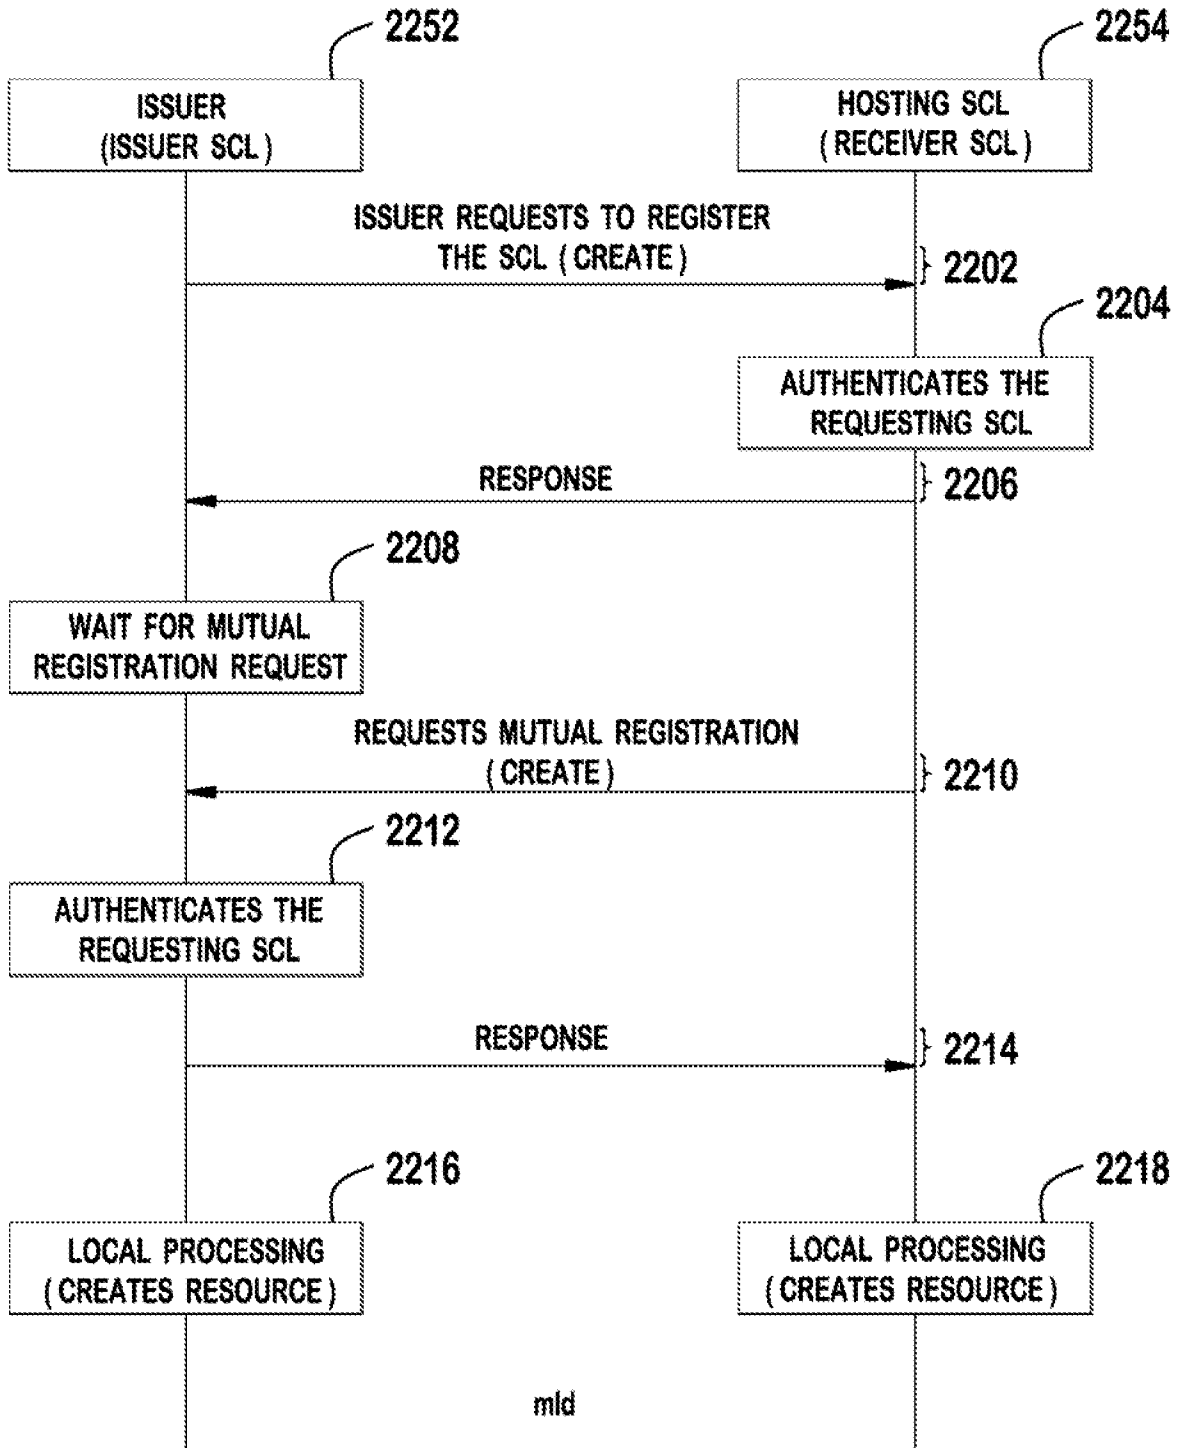 2252
2254
ISSUER
(ISSUER SCL)
HOSTING SCL
(RECEIVER SCL)
ISSUER REQUESTS TO REGISTER
THE SCL (CREATE)
2202
2204
AUTHENTICATES THE
REQUESTING SCL
RESPONSE
2206
2208
WAIT FOR MUTUAL
REGISTRATION REQUEST
REQUESTS MUTUAL REGISTRATION
(CREATE)
2210
2212
AUTHENTICATES THE
REQUESTING SCL
RESPONSE
2214
2216
2218
LOCAL PROCESSING
(CREATES RESOURCE)
LOCAL PROCESSING
(CREATES RESOURCE)
mId